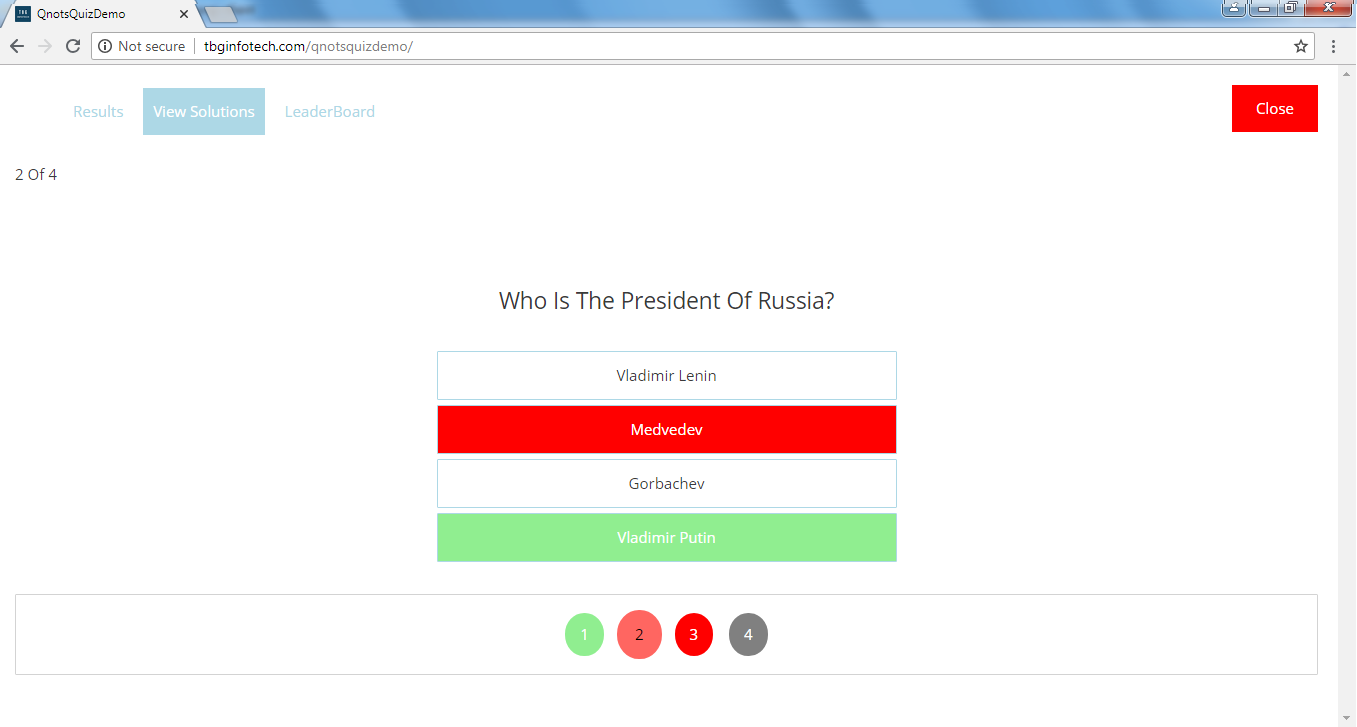 QnotsQuizDemo
Not secure tbginfotech.com/qnotsquizdemo/
Results View Solutions LeaderBoard Close
2 Of 4
Who Is The President Of Russia?
Vladimir Lenin
Medvedev
Gorbachev
Vladimir Putin
1 2 3 4